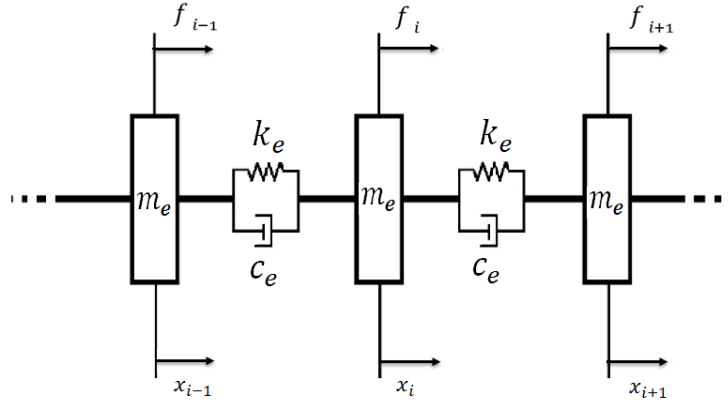 f i−1 f i f i+1
k e k e
m e m e m e
c e c e
x i−1 x i x i+1